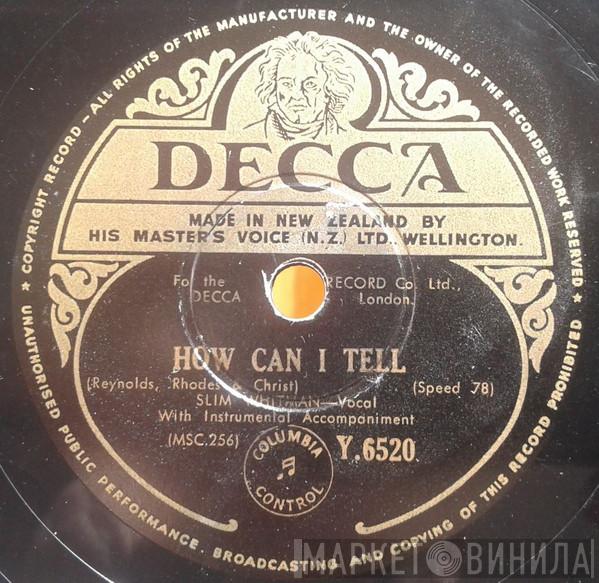 ★ COPYRIGHT RECORD – ALL RIGHTS OF THE MANUFACTURER AND THE OWNER OF THE RECORDED WORK RESERVED ★
DECCA
MADE IN NEW ZEALAND BY
HIS MASTER'S VOICE (N.Z.) LTD. WELLINGTON.
For the RECORD Co. Ltd.,
DECCA London.
HOW CAN I TELL
(Reynolds, Rhodes & Christ) (Speed 78)
SLIM WHITMAN—Vocal
With Instrumental Accompaniment
(MSC.256) Y.6520
COLUMBIA
CONTROL
UNAUTHORISED PUBLIC PERFORMANCE, BROADCASTING AND COPYING OF THIS RECORD PROHIBITED
МАРКЕТ ВИНИЛА